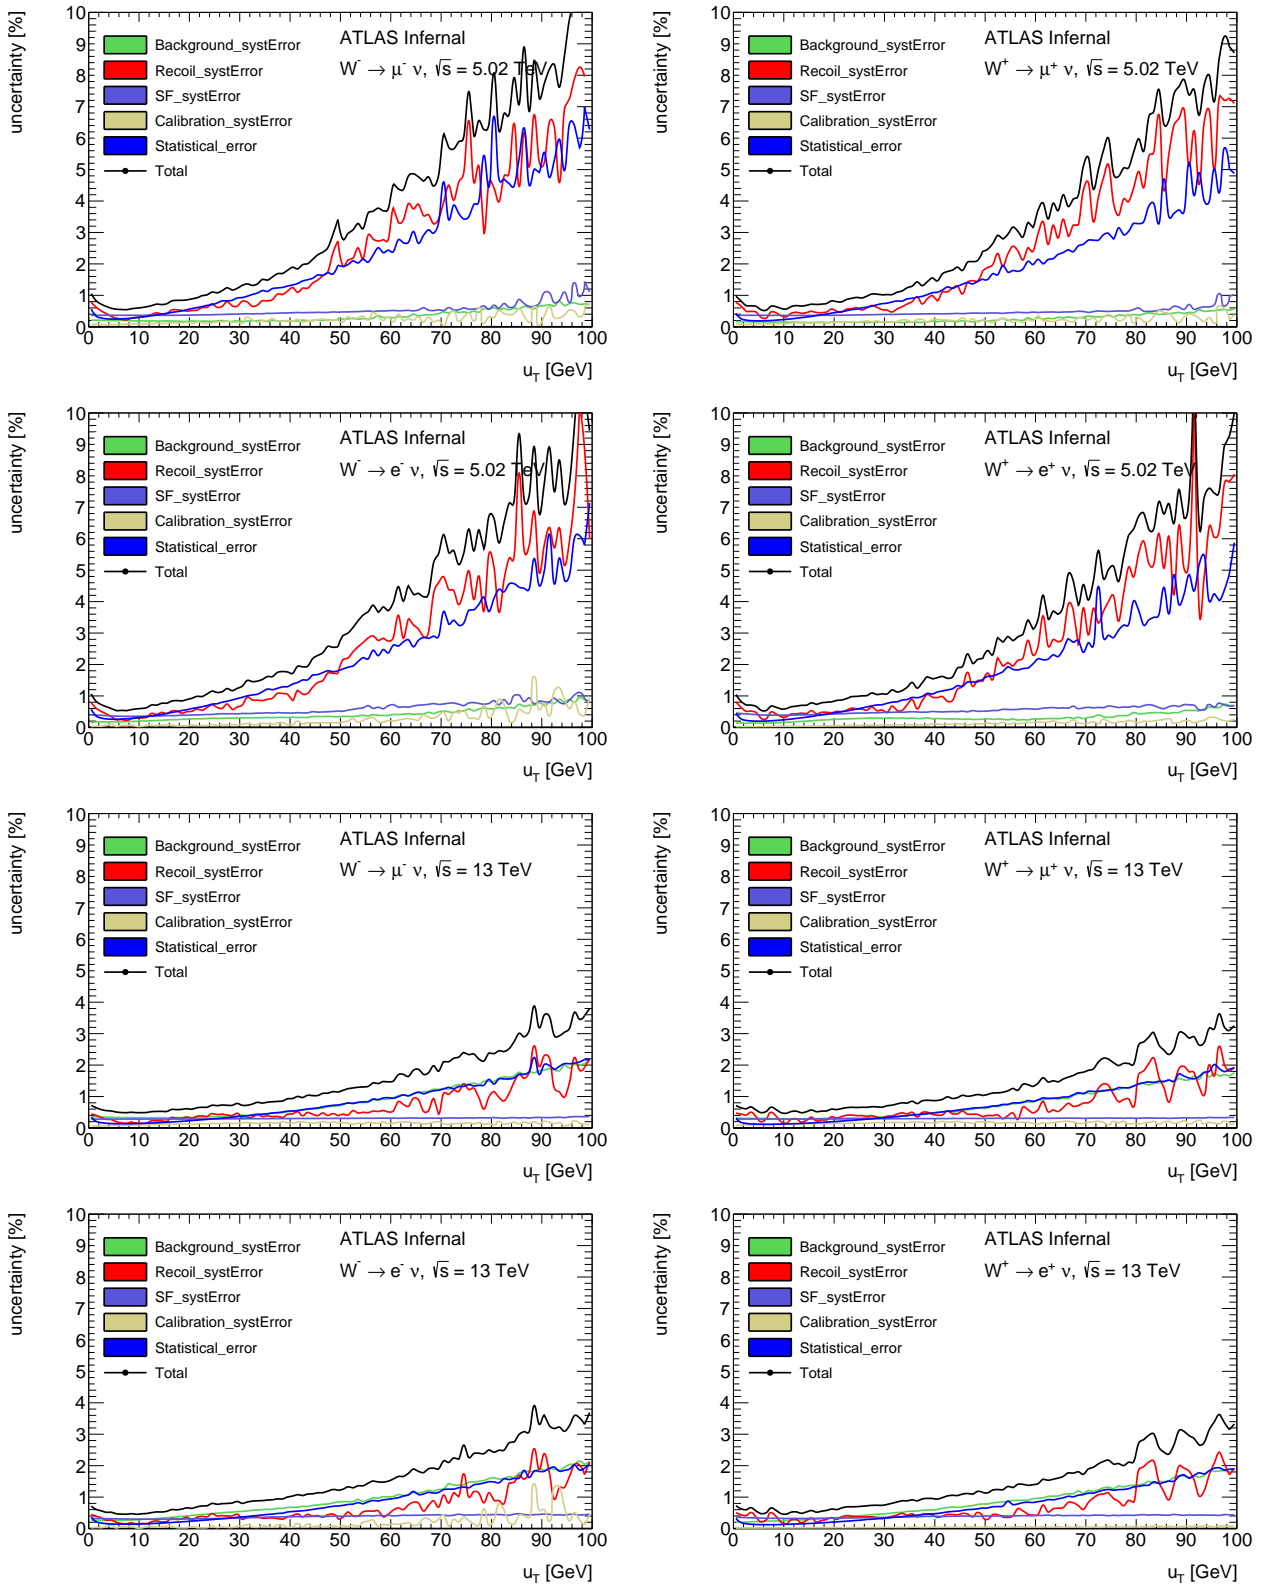 uncertainty [%]
ATLAS Infernal
W⁻ → μ⁻ ν, √s = 5.02 TeV
Background_systError
Recoil_systError
SF_systError
Calibration_systError
Statistical_error
Total
0 1 2 3 4 5 6 7 8 9 10
0 10 20 30 40 50 60 70 80 90 100
u_T [GeV]
uncertainty [%]
ATLAS Infernal
W⁺ → μ⁺ ν, √s = 5.02 TeV
Background_systError
Recoil_systError
SF_systError
Calibration_systError
Statistical_error
Total
0 1 2 3 4 5 6 7 8 9 10
0 10 20 30 40 50 60 70 80 90 100
u_T [GeV]
uncertainty [%]
ATLAS Infernal
W⁻ → e⁻ ν, √s = 5.02 TeV
Background_systError
Recoil_systError
SF_systError
Calibration_systError
Statistical_error
Total
0 1 2 3 4 5 6 7 8 9 10
0 10 20 30 40 50 60 70 80 90 100
u_T [GeV]
uncertainty [%]
ATLAS Infernal
W⁺ → e⁺ ν, √s = 5.02 TeV
Background_systError
Recoil_systError
SF_systError
Calibration_systError
Statistical_error
Total
0 1 2 3 4 5 6 7 8 9 10
0 10 20 30 40 50 60 70 80 90 100
u_T [GeV]
uncertainty [%]
ATLAS Infernal
W⁻ → μ⁻ ν, √s = 13 TeV
Background_systError
Recoil_systError
SF_systError
Calibration_systError
Statistical_error
Total
0 1 2 3 4 5 6 7 8 9 10
0 10 20 30 40 50 60 70 80 90 100
u_T [GeV]
uncertainty [%]
ATLAS Infernal
W⁺ → μ⁺ ν, √s = 13 TeV
Background_systError
Recoil_systError
SF_systError
Calibration_systError
Statistical_error
Total
0 1 2 3 4 5 6 7 8 9 10
0 10 20 30 40 50 60 70 80 90 100
u_T [GeV]
uncertainty [%]
ATLAS Infernal
W⁻ → e⁻ ν, √s = 13 TeV
Background_systError
Recoil_systError
SF_systError
Calibration_systError
Statistical_error
Total
0 1 2 3 4 5 6 7 8 9 10
0 10 20 30 40 50 60 70 80 90 100
u_T [GeV]
uncertainty [%]
ATLAS Infernal
W⁺ → e⁺ ν, √s = 13 TeV
Background_systError
Recoil_systError
SF_systError
Calibration_systError
Statistical_error
Total
0 1 2 3 4 5 6 7 8 9 10
0 10 20 30 40 50 60 70 80 90 100
u_T [GeV]